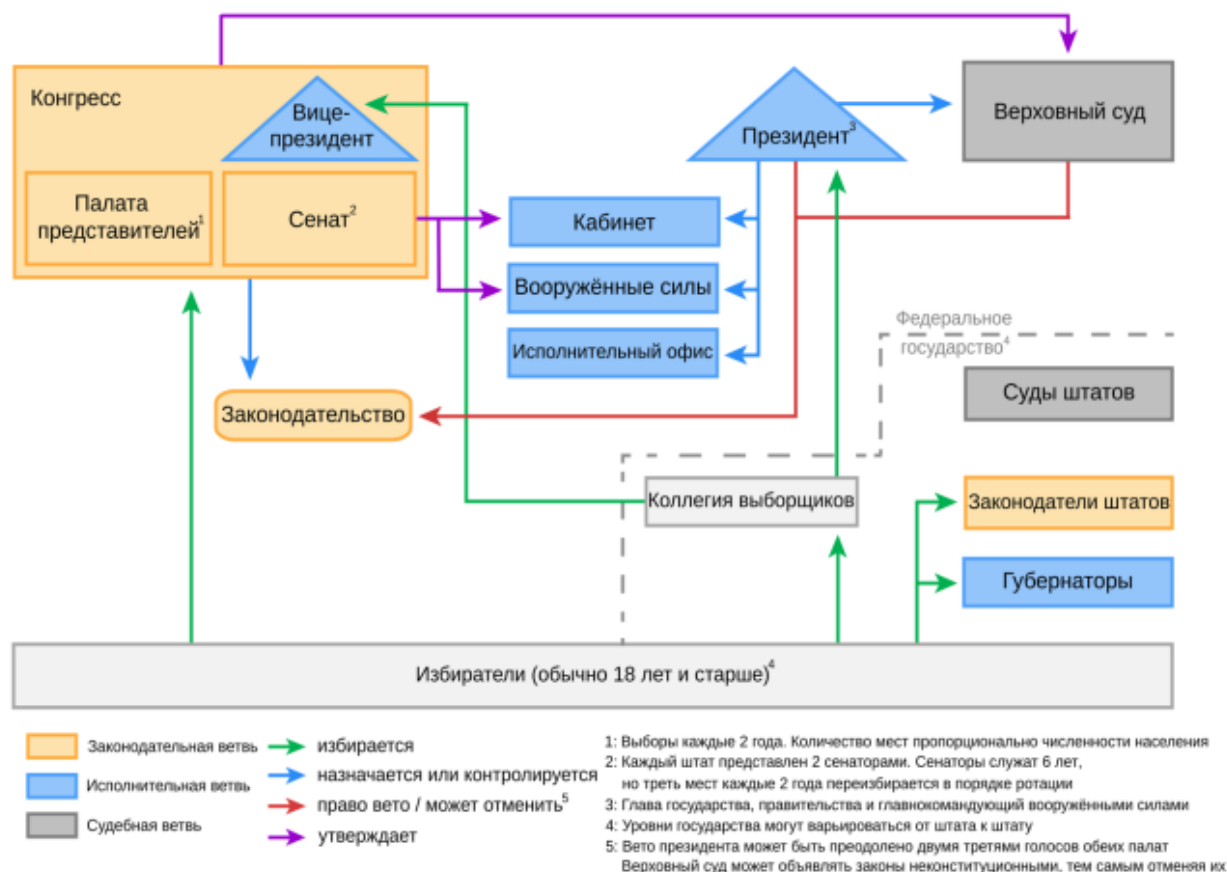 Конгресс
Вице-
президент
Палата
представителей¹
Сенат²
Президент³
Верховный суд
Кабинет
Вооружённые силы
Исполнительный офис
Законодательство
Федеральное
государство⁴
Суды штатов
Коллегия выборщиков
Законодатели штатов
Губернаторы
Избиратели (обычно 18 лет и старше)⁴
Законодательная ветвь
Исполнительная ветвь
Судебная ветвь
избирается
назначается или контролируется
право вето / может отменить⁵
утверждает
1: Выборы каждые 2 года. Количество мест пропорционально численности населения
2: Каждый штат представлен 2 сенаторами. Сенаторы служат 6 лет,
но треть мест каждые 2 года переизбирается в порядке ротации
3: Глава государства, правительства и главнокомандующий вооружёнными силами
4: Уровни государства могут варьироваться от штата к штату
5: Вето президента может быть преодолено двумя третями голосов обеих палат
Верховный суд может объявлять законы неконституционными, тем самым отменяя их